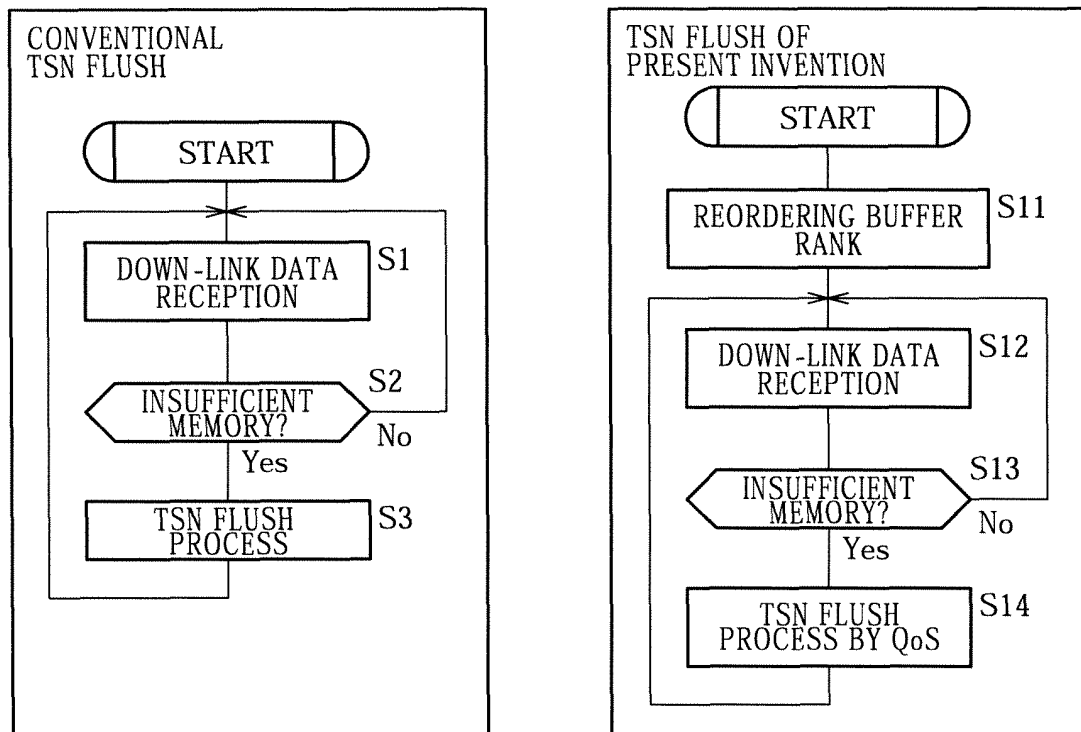 CONVENTIONAL
TSN FLUSH
START
DOWN-LINK DATA
RECEPTION
S1
INSUFFICIENT
MEMORY?
S2
No
Yes
TSN FLUSH
PROCESS
S3
TSN FLUSH OF
PRESENT INVENTION
START
REORDERING BUFFER
RANK
S11
DOWN-LINK DATA
RECEPTION
S12
INSUFFICIENT
MEMORY?
S13
No
Yes
TSN FLUSH
PROCESS BY QoS
S14